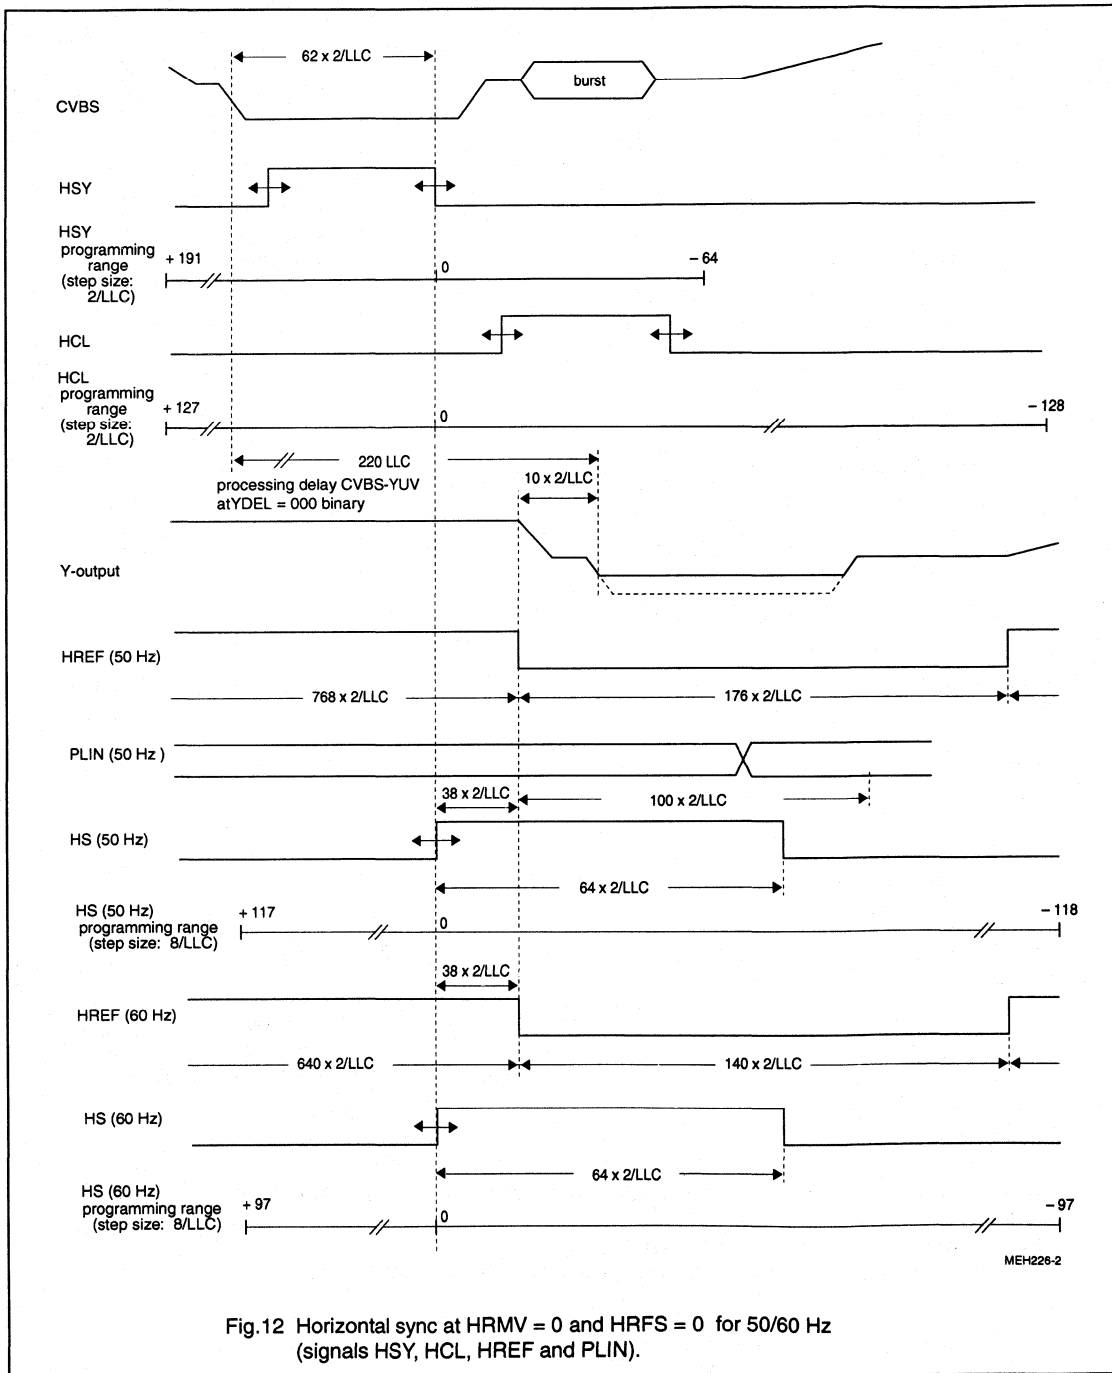 62 x 2/LLC
burst
CVBS
HSY
HSY
programming
range
(step size:
2/LLC)
+ 191
0
– 64
HCL
HCL
programming
range
(step size:
2/LLC)
+ 127
0
– 128
220 LLC
processing delay CVBS-YUV
atYDEL = 000 binary
10 x 2/LLC
Y-output
HREF (50 Hz)
768 x 2/LLC
176 x 2/LLC
PLIN (50 Hz )
38 x 2/LLC
100 x 2/LLC
HS (50 Hz)
64 x 2/LLC
HS (50 Hz)
programming range
(step size: 8/LLC)
+ 117
0
– 118
38 x 2/LLC
HREF (60 Hz)
640 x 2/LLC
140 x 2/LLC
HS (60 Hz)
64 x 2/LLC
HS (60 Hz)
programming range
(step size: 8/LLC)
+ 97
0
– 97
MEH226-2
Fig.12 Horizontal sync at HRMV = 0 and HRFS = 0 for 50/60 Hz
(signals HSY, HCL, HREF and PLIN).